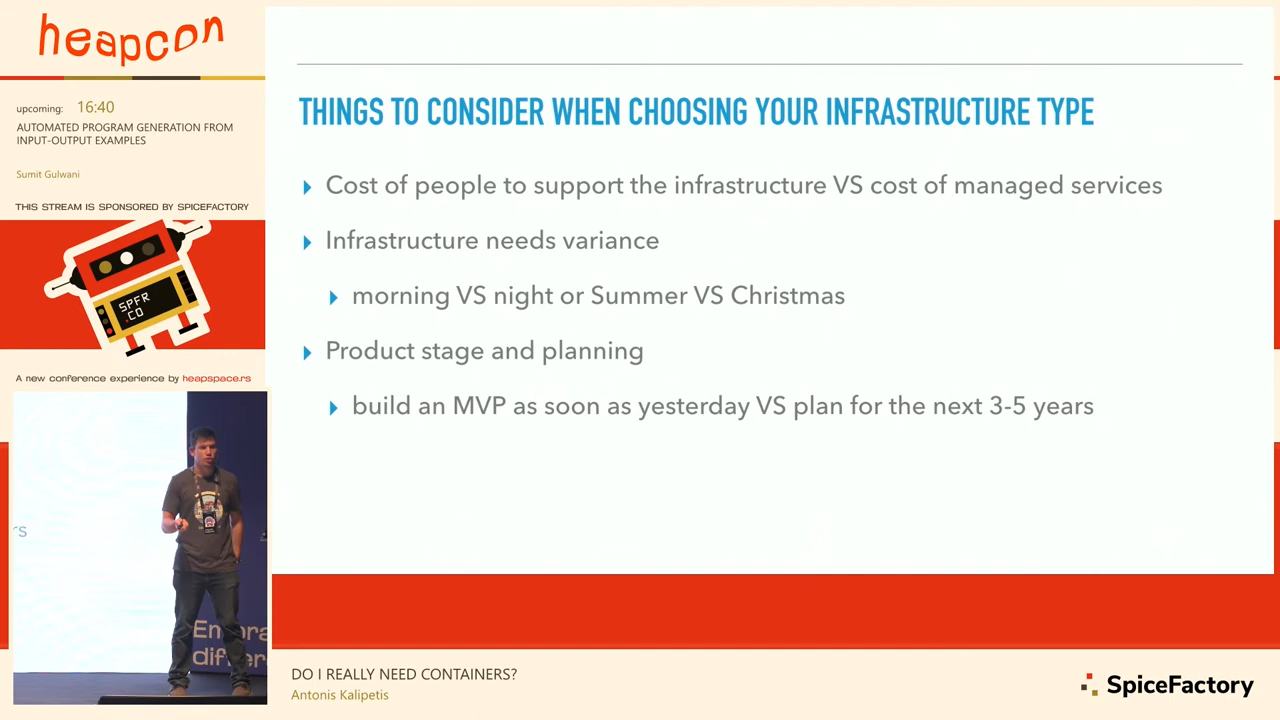 heapcon
upcoming: 16:40
AUTOMATED PROGRAM GENERATION FROM
INPUT-OUTPUT EXAMPLES
Sumit Gulwani
THIS STREAM IS SPONSORED BY SPICEFACTORY
SPFR
.CO
A new conference experience by heapspace.rs
THINGS TO CONSIDER WHEN CHOOSING YOUR INFRASTRUCTURE TYPE
Cost of people to support the infrastructure VS cost of managed services
Infrastructure needs variance
morning VS night or Summer VS Christmas
Product stage and planning
build an MVP as soon as yesterday VS plan for the next 3-5 years
DO I REALLY NEED CONTAINERS?
Antonis Kalipetis
SpiceFactory